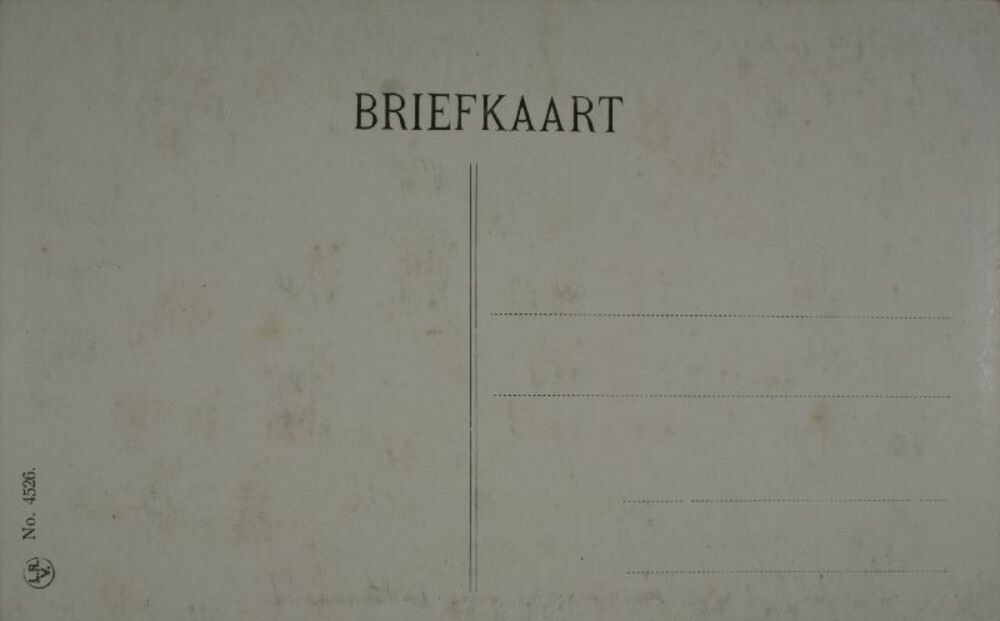 BRIEFKAART
No. 4526.
L.R.
V.